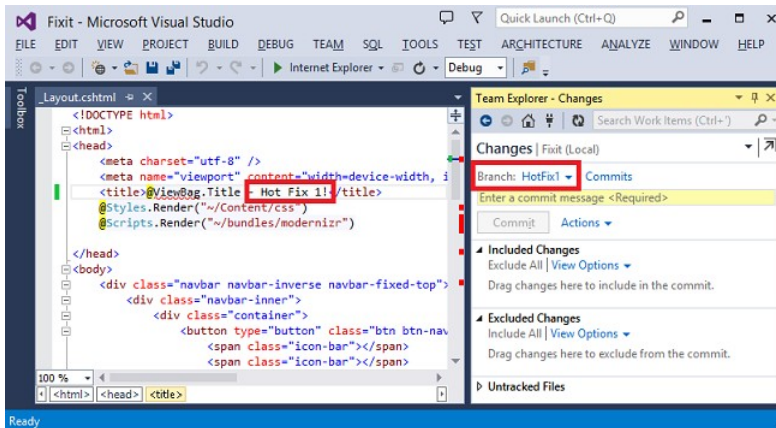 Fixit - Microsoft Visual Studio
Quick Launch (Ctrl+Q)
FILE EDIT VIEW PROJECT BUILD DEBUG TEAM SQL TOOLS TEST ARCHITECTURE ANALYZE WINDOW HELP
Internet Explorer Debug
Toolbox
_Layout.cshtml
<!DOCTYPE html>
<html>
<head>
<meta charset="utf-8" />
<meta name="viewport" content="width=device-width, i
<title>@ViewBag.Title - Hot Fix 1!</title>
@Styles.Render("~/Content/css")
@Scripts.Render("~/bundles/modernizr")
</head>
<body>
<div class="navbar navbar-inverse navbar-fixed-top">
<div class="navbar-inner">
<div class="container">
<button type="button" class="btn btn-nav
<span class="icon-bar"></span>
<span class="icon-bar"></span>
100 %
<html> <head> <title>
Team Explorer - Changes
Search Work Items (Ctrl+')
Changes | Fixit (Local)
Branch: HotFix1 Commits
Enter a commit message <Required>
Commit Actions
Included Changes
Exclude All | View Options
Drag changes here to include in the commit.
Excluded Changes
Include All | View Options
Drag changes here to exclude from the commit.
Untracked Files
Ready